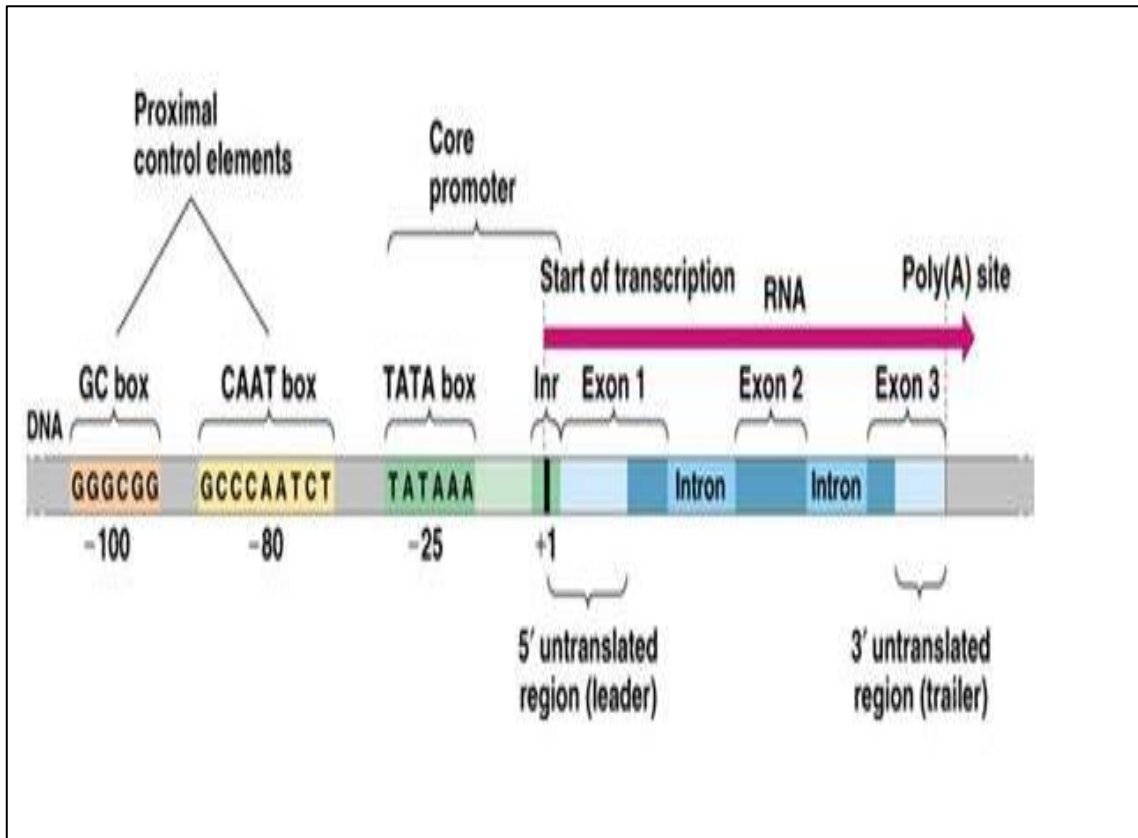 Proximal
control elements
Core
promoter
Start of transcription
RNA
Poly(A) site
GC box
CAAT box
TATA box
Inr
Exon 1
Exon 2
Exon 3
DNA
GGGCGG
GCCCAATCT
TATAAA
Intron
Intron
-100
-80
-25
+1
5' untranslated
region (leader)
3' untranslated
region (trailer)